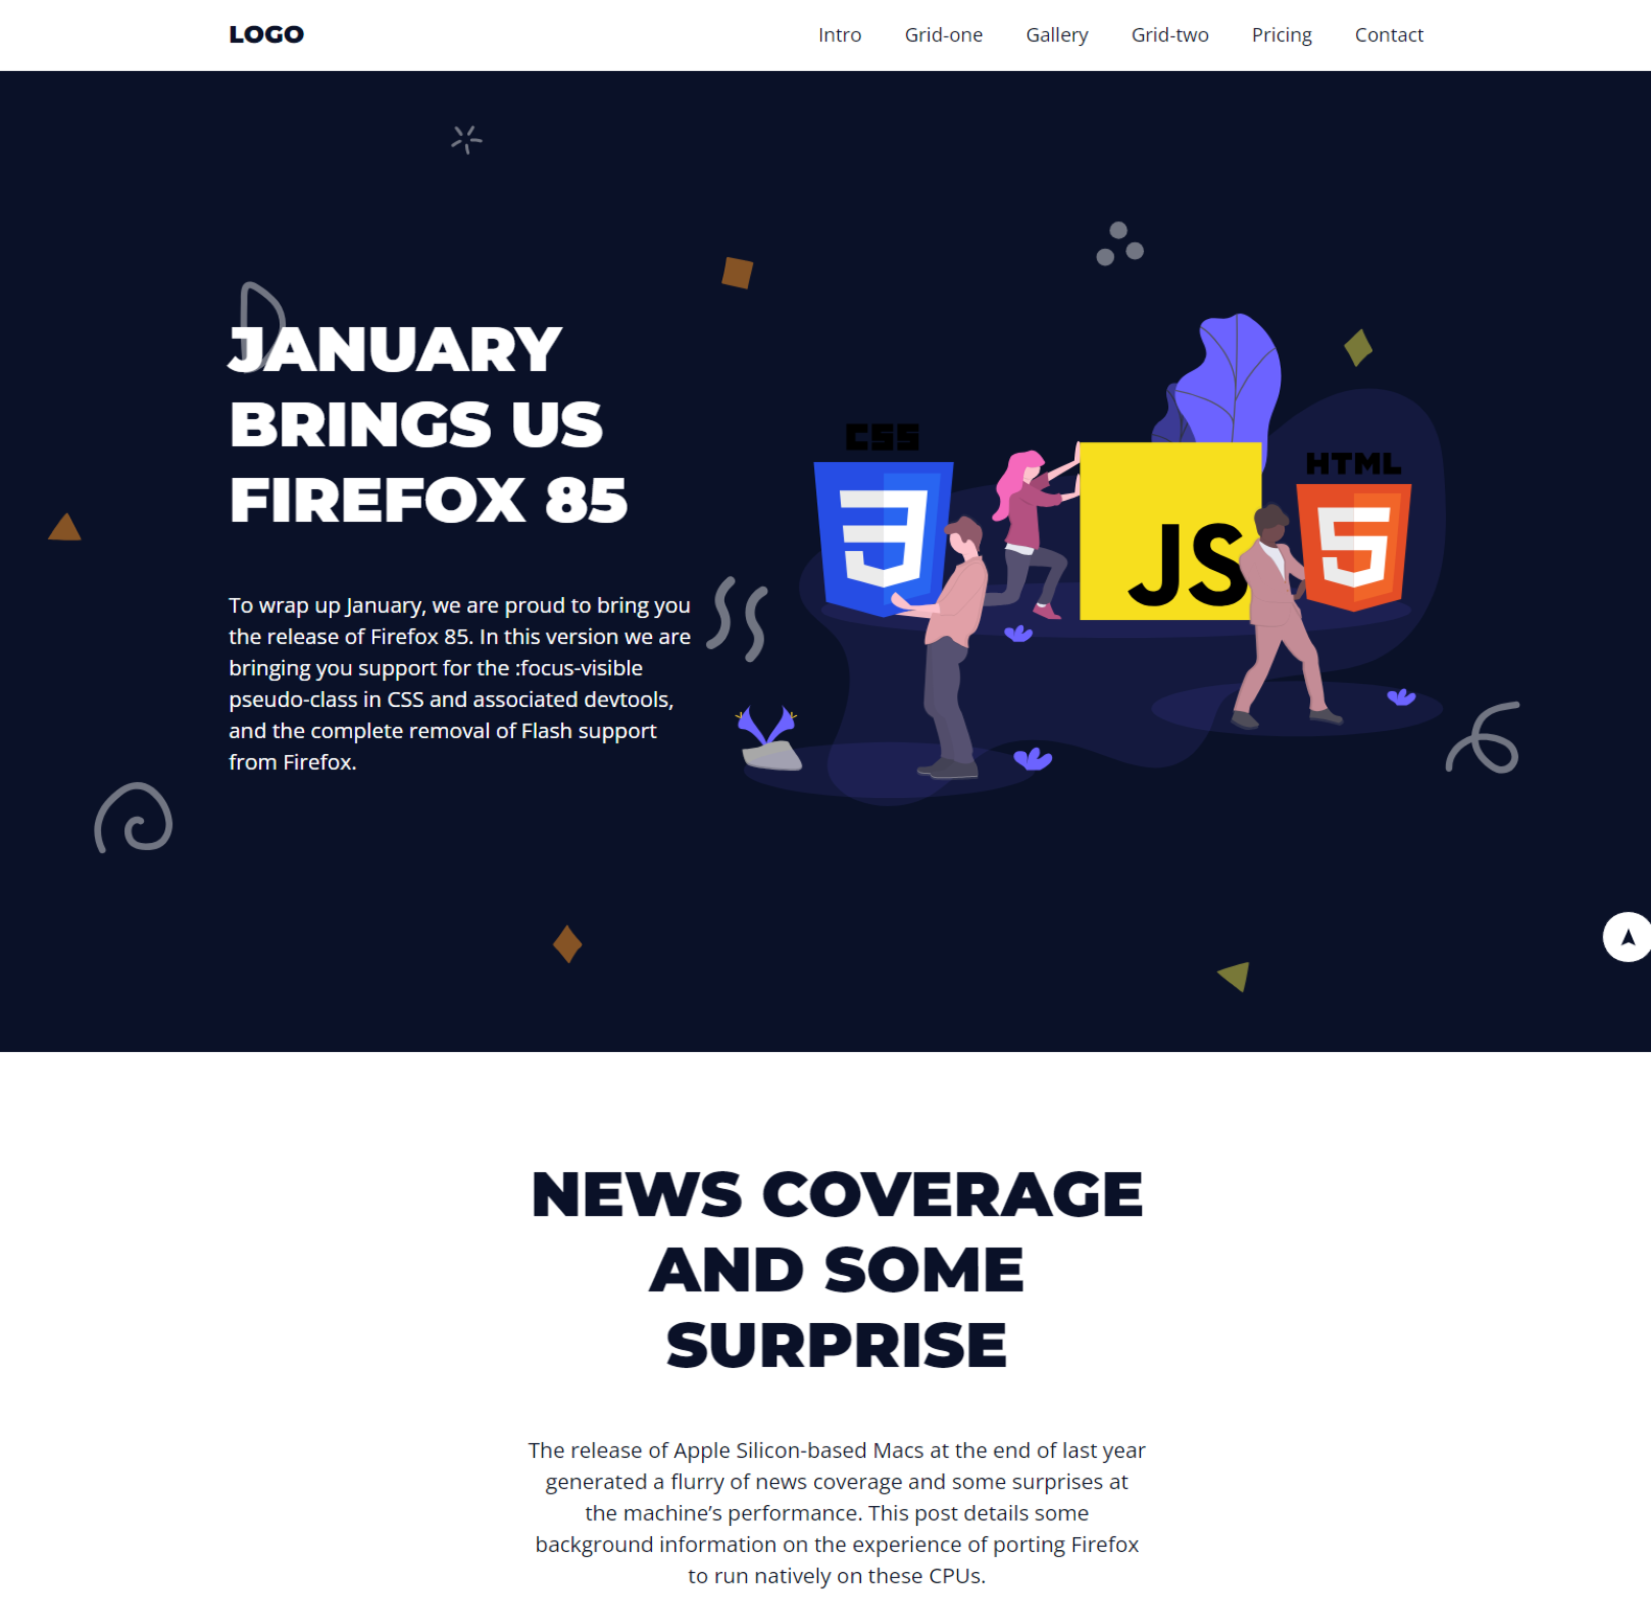 LOGO
Intro Grid-one Gallery Grid-two Pricing Contact
JANUARY
BRINGS US
FIREFOX 85
To wrap up January, we are proud to bring you
the release of Firefox 85. In this version we are
bringing you support for the :focus-visible
pseudo-class in CSS and associated devtools,
and the complete removal of Flash support
from Firefox.
CSS
3
JS
HTML
5
NEWS COVERAGE
AND SOME
SURPRISE
The release of Apple Silicon-based Macs at the end of last year
generated a flurry of news coverage and some surprises at
the machine’s performance. This post details some
background information on the experience of porting Firefox
to run natively on these CPUs.